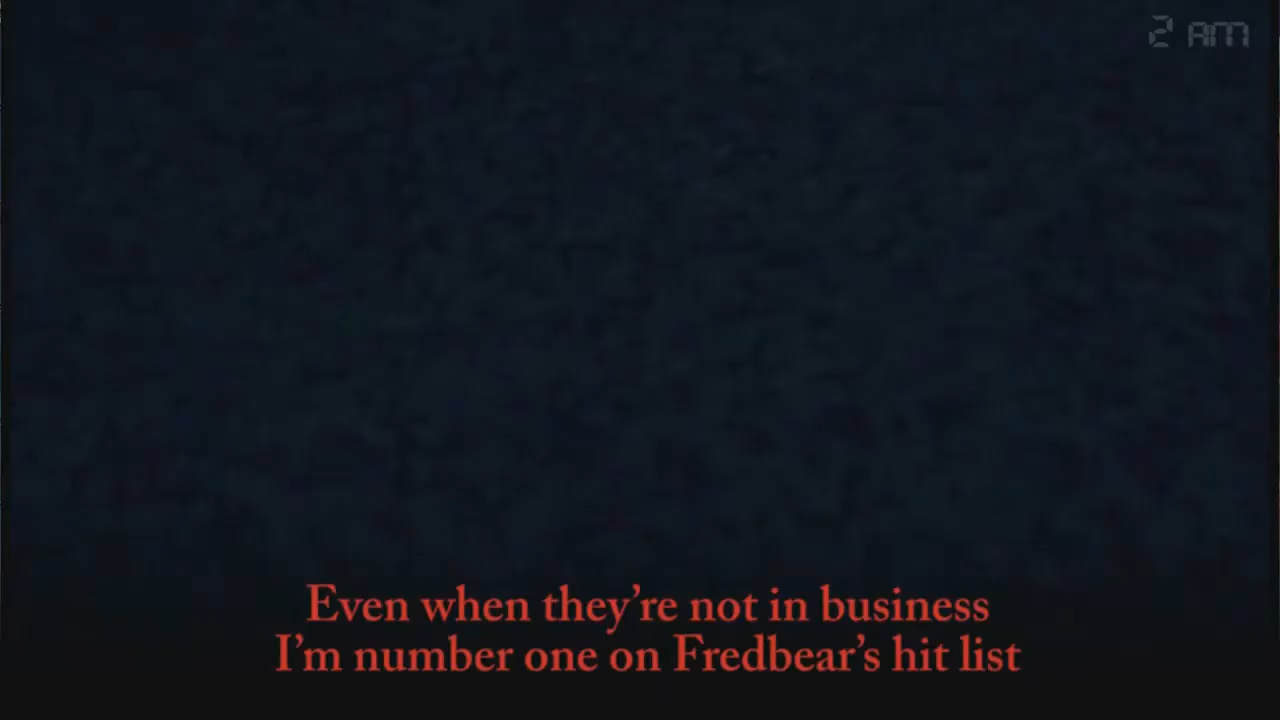 2 AM
Even when they're not in business
I'm number one on Fredbear's hit list